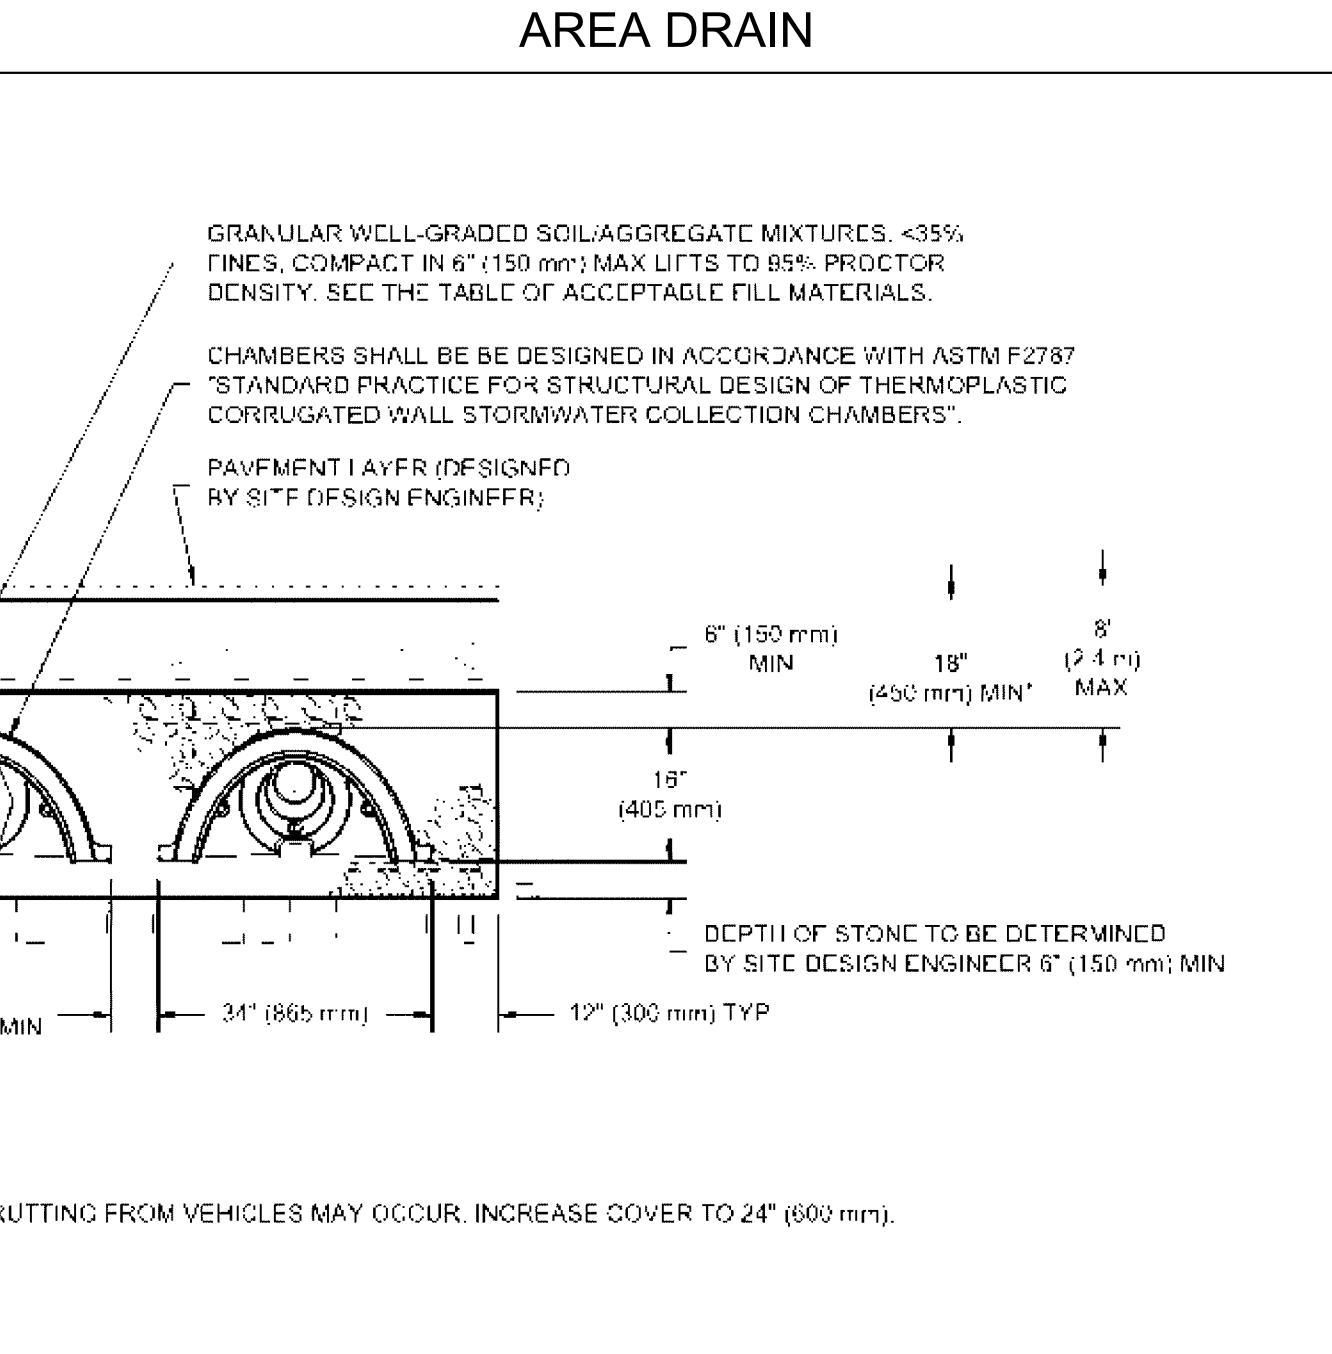 AREA DRAIN
GRANULAR WELL-GRADED SOIL/AGGREGATE MIXTURES. <35%
FINES, COMPACT IN 6" (150 mm) MAX LIFTS TO 95% PROCTOR
DENSITY. SEE THE TABLE OF ACCEPTABLE FILL MATERIALS.
CHAMBERS SHALL BE BE DESIGNED IN ACCORDANCE WITH ASTM F2787
"STANDARD PRACTICE FOR STRUCTURAL DESIGN OF THERMOPLASTIC
CORRUGATED WALL STORMWATER COLLECTION CHAMBERS".
PAVEMENT LAYER (DESIGNED
BY SITE DESIGN ENGINEER)
6" (150 mm)
MIN
18"
(450 mm) MIN*
8'
(2.4 m)
MAX
16"
(405 mm)
DEPTH OF STONE TO BE DETERMINED
BY SITE DESIGN ENGINEER 6" (150 mm) MIN
MIN
34" (865 mm)
12" (300 mm) TYP
RUTTING FROM VEHICLES MAY OCCUR, INCREASE COVER TO 24" (600 mm).